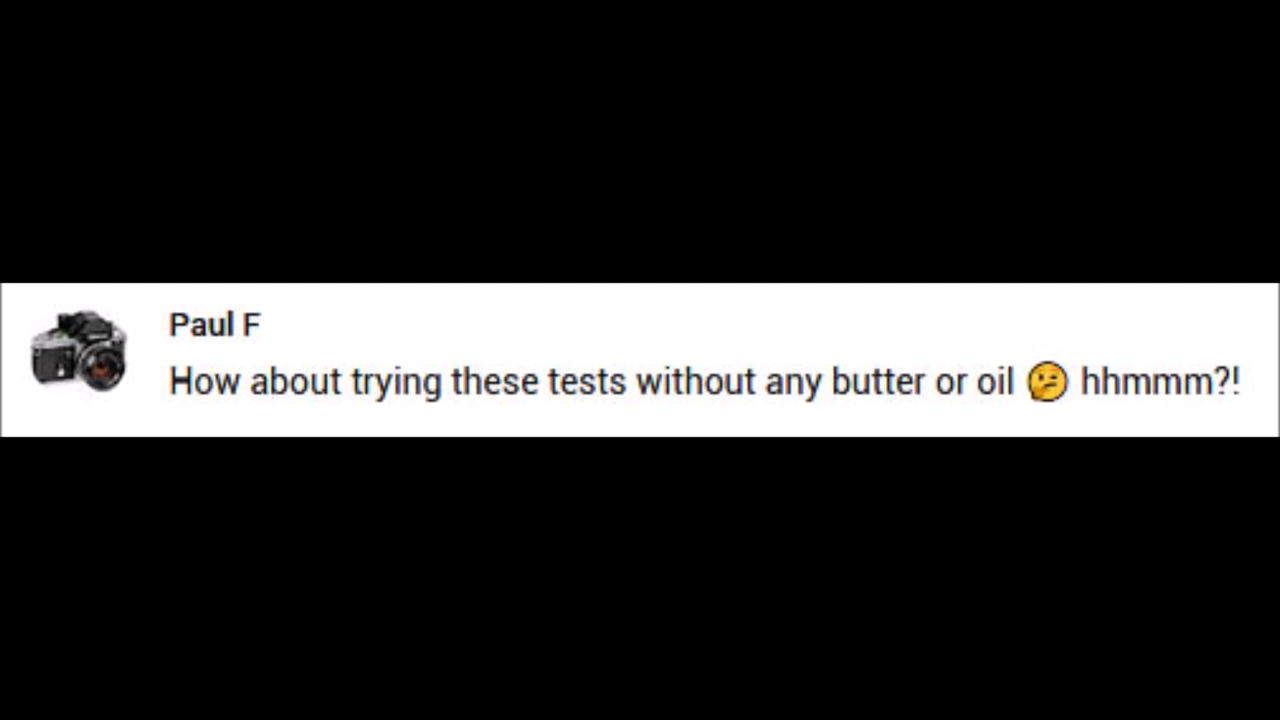 Paul F
How about trying these tests without any butter or oil 🤔 hhmmm?!